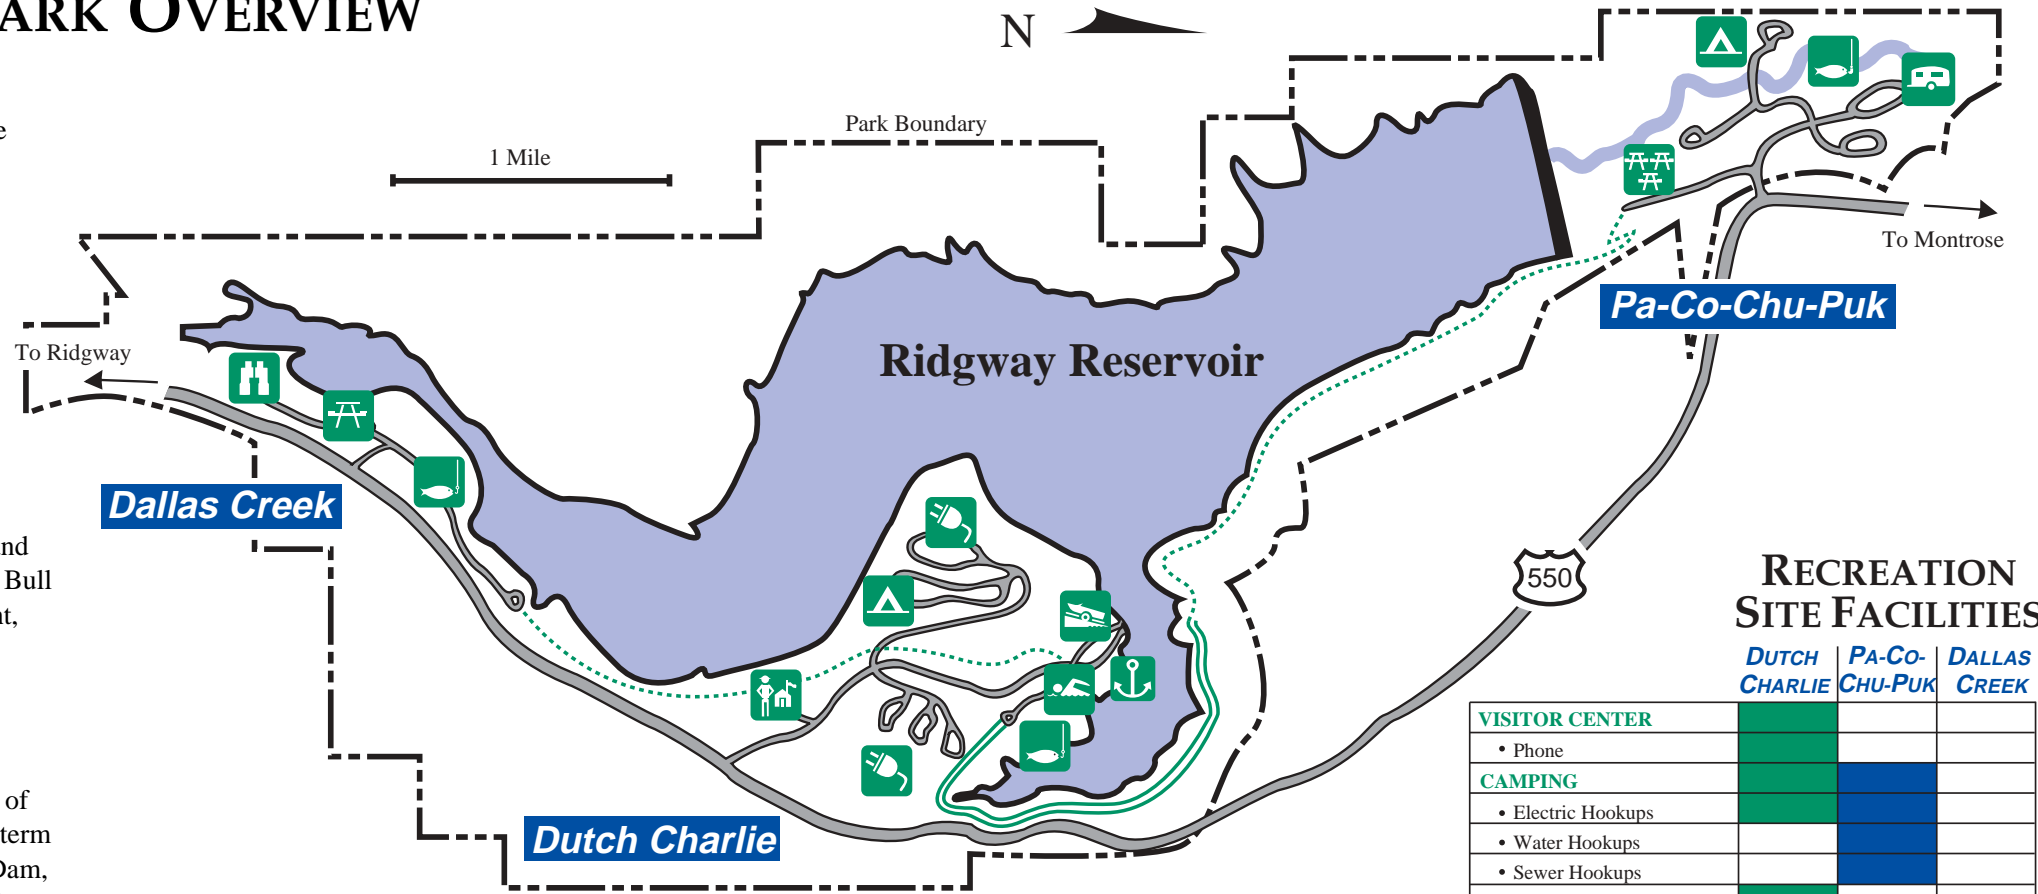 ARK OVERVIEW
N
e
Park Boundary
1 Mile
To Montrose
Pa-Co-Chu-Puk
To Ridgway
Ridgway Reservoir
Dallas Creek
nd
Bull
nt,
550
Dutch Charlie
of
term
Dam,
RECREATION
SITE FACILITIES
DUTCH CHARLIE
PA-CO-CHU-PUK
DALLAS CREEK
VISITOR CENTER
• Phone
CAMPING
• Electric Hookups
• Water Hookups
• Sewer Hookups